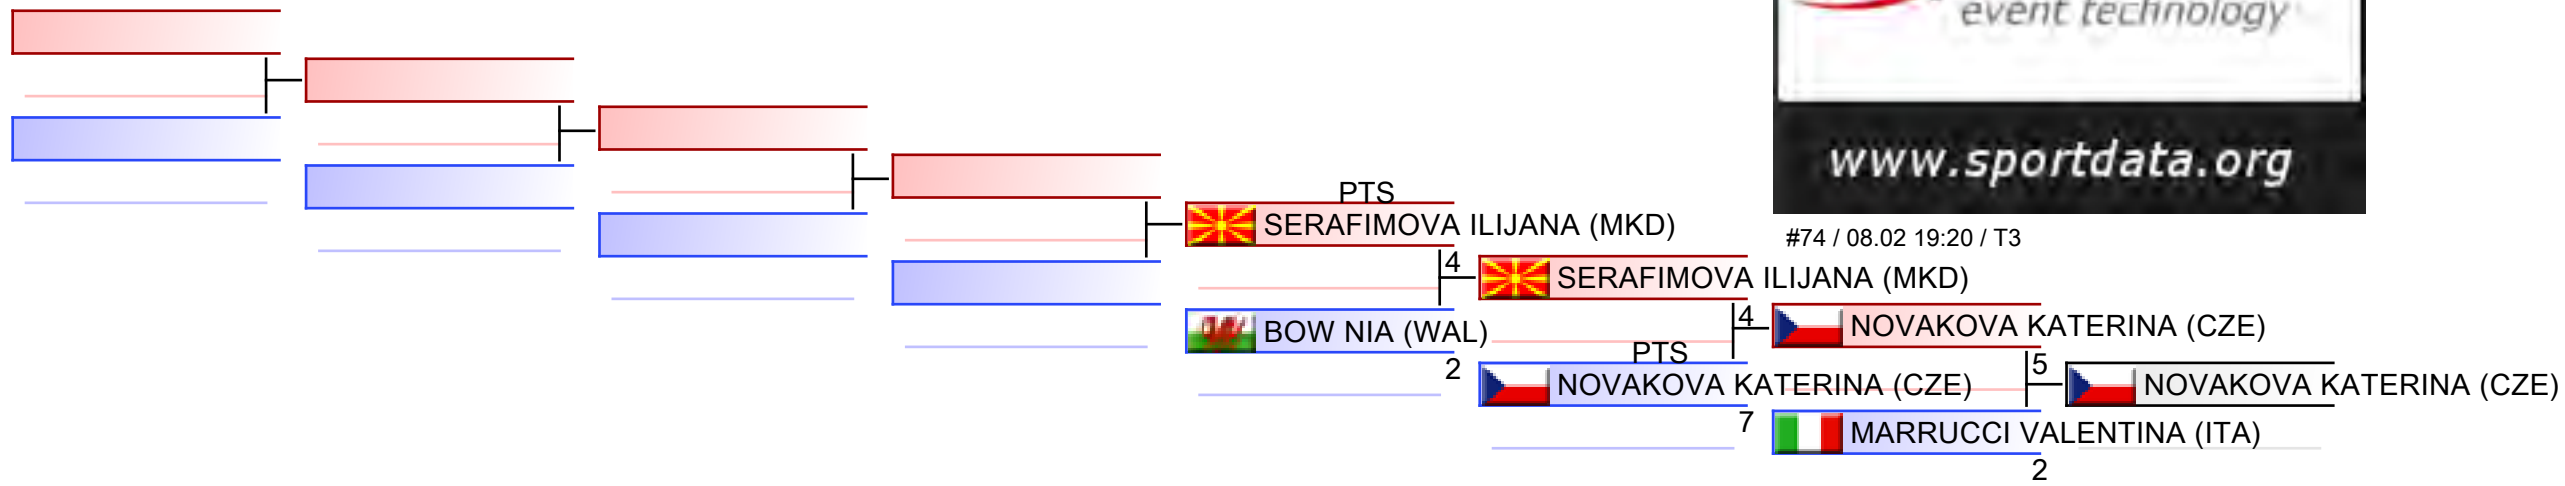 event technology
www.sportdata.org
#74 / 08.02 19:20 / T3
PTS
SERAFIMOVA ILIJANA (MKD)
4
SERAFIMOVA ILIJANA (MKD)
BOW NIA (WAL)
2
4
NOVAKOVA KATERINA (CZE)
PTS
NOVAKOVA KATERINA (CZE)
7
5
NOVAKOVA KATERINA (CZE)
MARRUCCI VALENTINA (ITA)
2